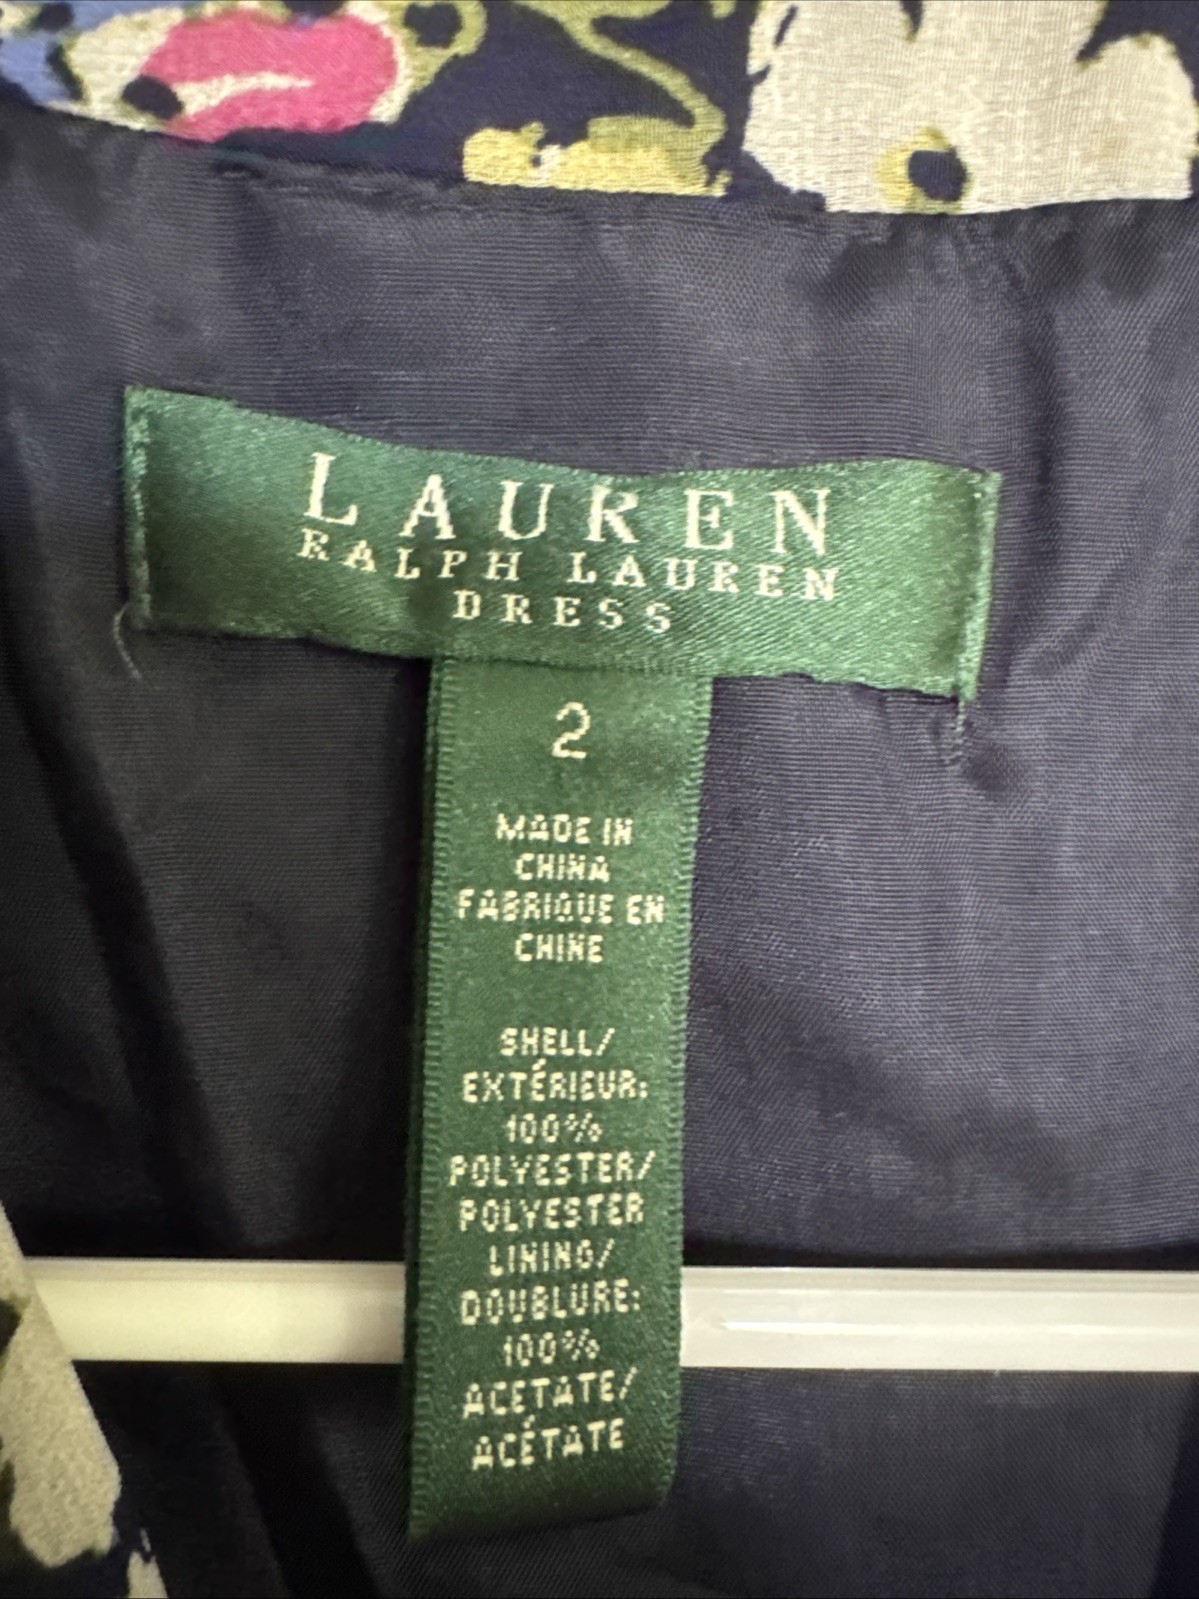 LAUREN
RALPH LAUREN
DRESS
2
MADE IN
CHINA
FABRIQUE EN
CHINE
SHELL/
EXTÉRIEUR:
100%
POLYESTER/
POLYESTER
LINING/
DOUBLURE:
100%
ACETATE/
ACÉTATE